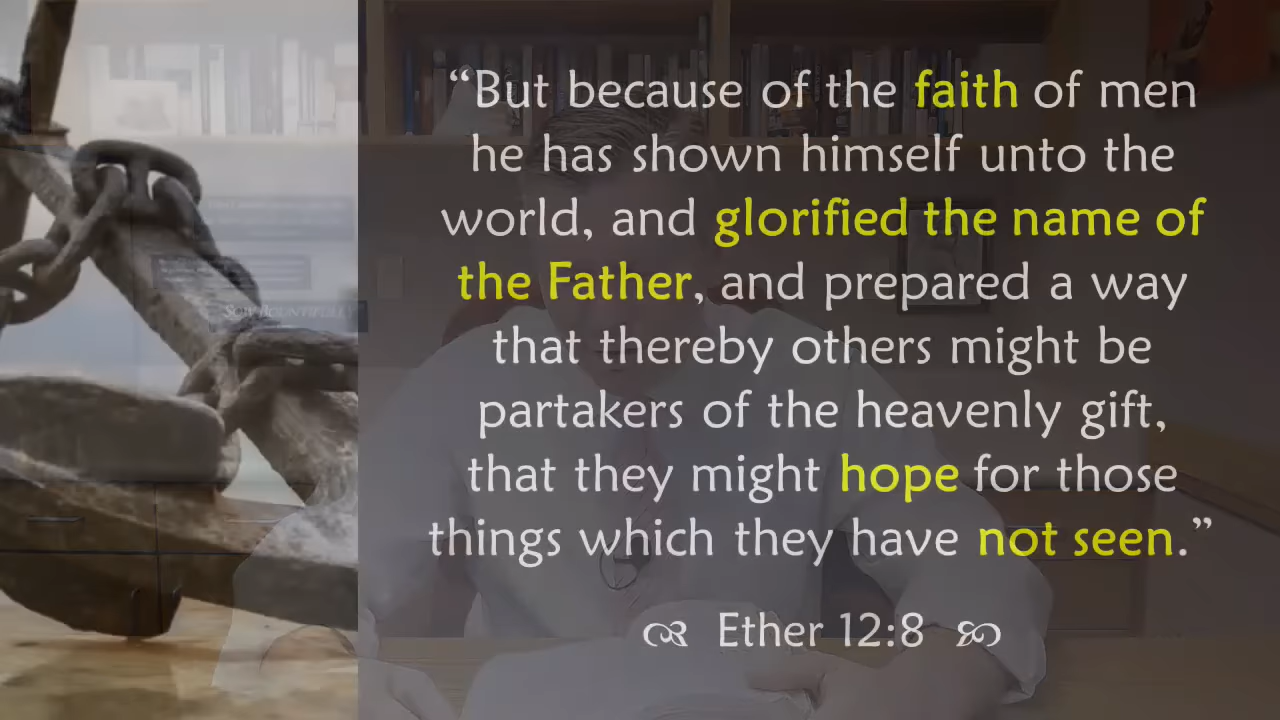 “But because of the faith of men
he has shown himself unto the
world, and glorified the name of
the Father, and prepared a way
that thereby others might be
partakers of the heavenly gift,
that they might hope for those
things which they have not seen.”
Ether 12:8
Sow Bountifully